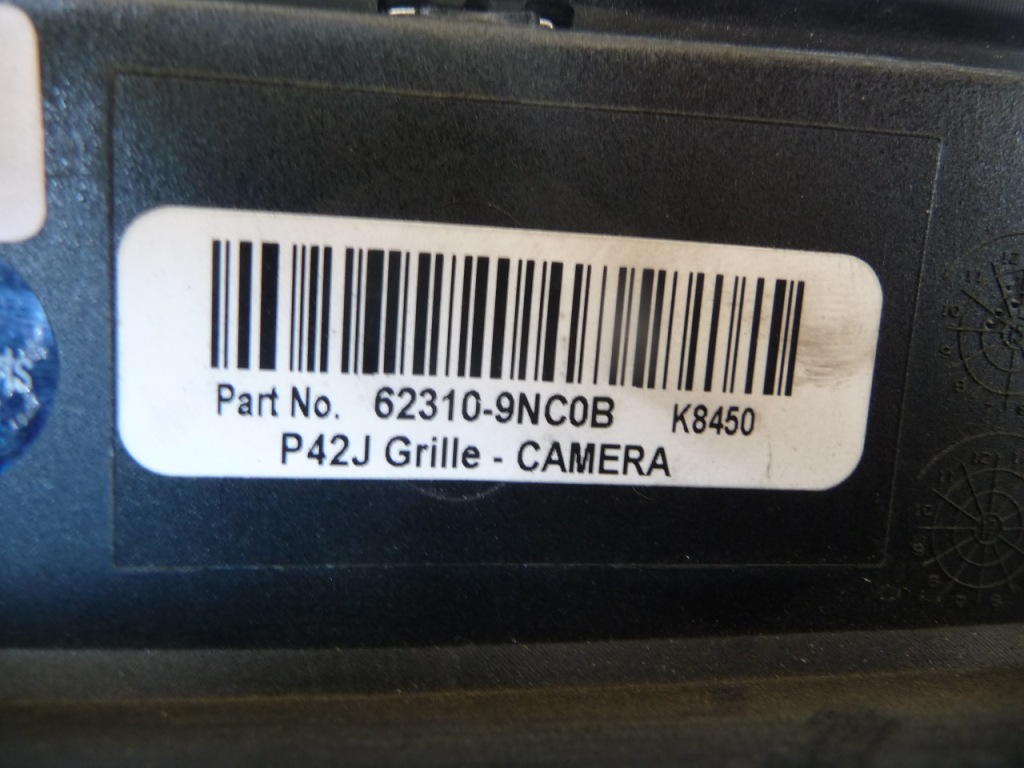 Part No. 62310-9NC0B K8450
P42J Grille - CAMERA